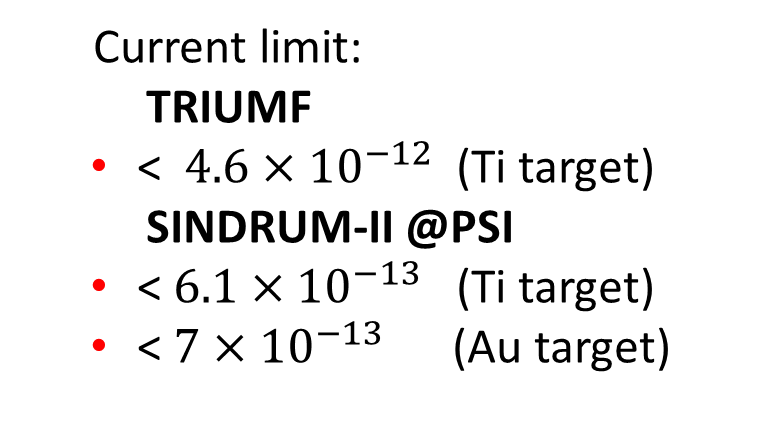 Current limit:
TRIUMF
• < 4.6 × 10⁻¹² (Ti target)
SINDRUM-II @PSI
• < 6.1 × 10⁻¹³ (Ti target)
• < 7 × 10⁻¹³ (Au target)